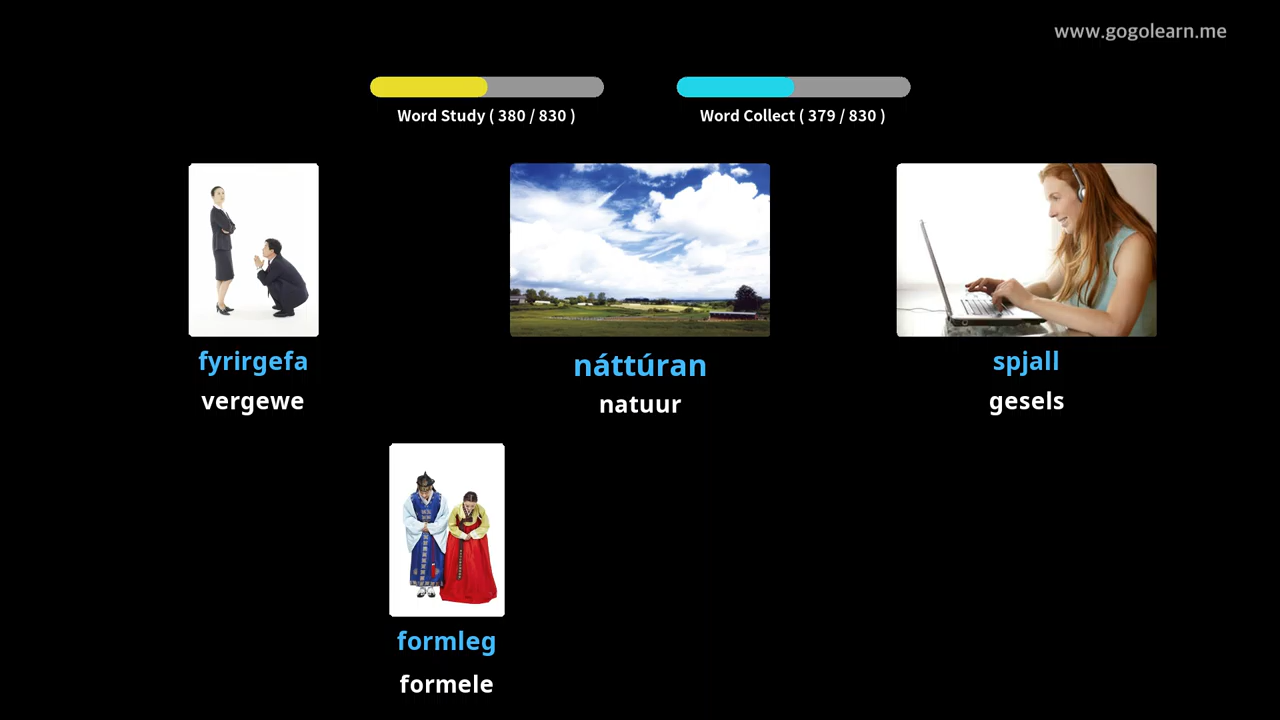 www.gogolearn.me
Word Study ( 380 / 830 )
Word Collect ( 379 / 830 )
fyrirgefa
vergewe
náttúran
natuur
spjall
gesels
formleg
formele